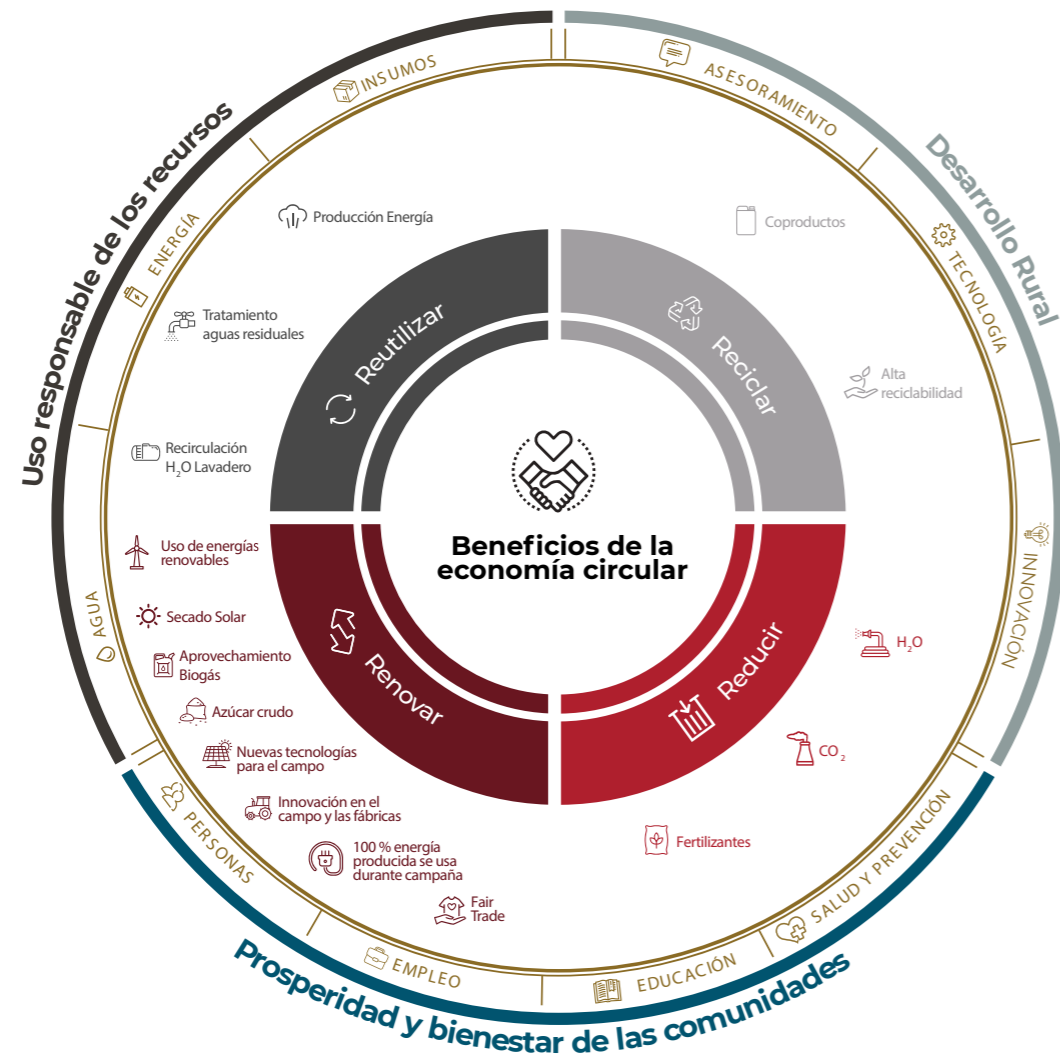 Uso responsable de los recursos
INSUMOS
ENERGÍA
AGUA
Desarrollo Rural
ASESORAMIENTO
TECNOLOGÍA
INNOVACIÓN
Prosperidad y bienestar de las comunidades
PERSONAS
EMPLEO
EDUCACIÓN
SALUD Y PREVENCIÓN
Beneficios de la
economía circular
Reutilizar
Producción Energía
Tratamiento
aguas residuales
Recirculación
H₂O Lavadero
Reciclar
Coproductos
Alta
reciclabilidad
Renovar
Uso de energías
renovables
Secado Solar
Aprovechamiento
Biogás
Azúcar crudo
Nuevas tecnologías
para el campo
Innovación en el
campo y las fábricas
100 % energía
producida se usa
durante campaña
Fair
Trade
Reducir
H₂O
CO₂
Fertilizantes